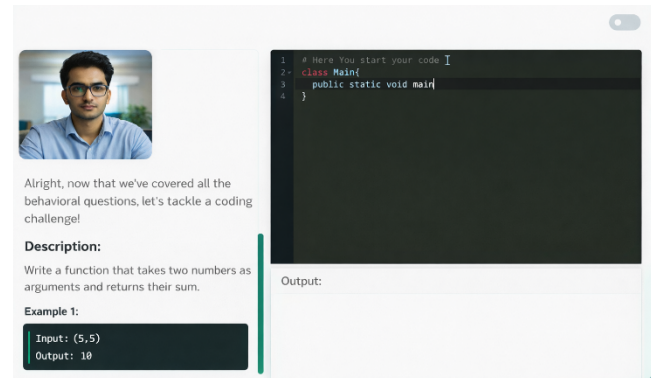 Alright, now that we've covered all the
behavioral questions, let's tackle a coding
challenge!
Description:
Write a function that takes two numbers as
arguments and returns their sum.
Example 1:
Input: (5,5)
Output: 10
1 # Here You start your code
2 class Main{
3 public static void main
4 }
Output: